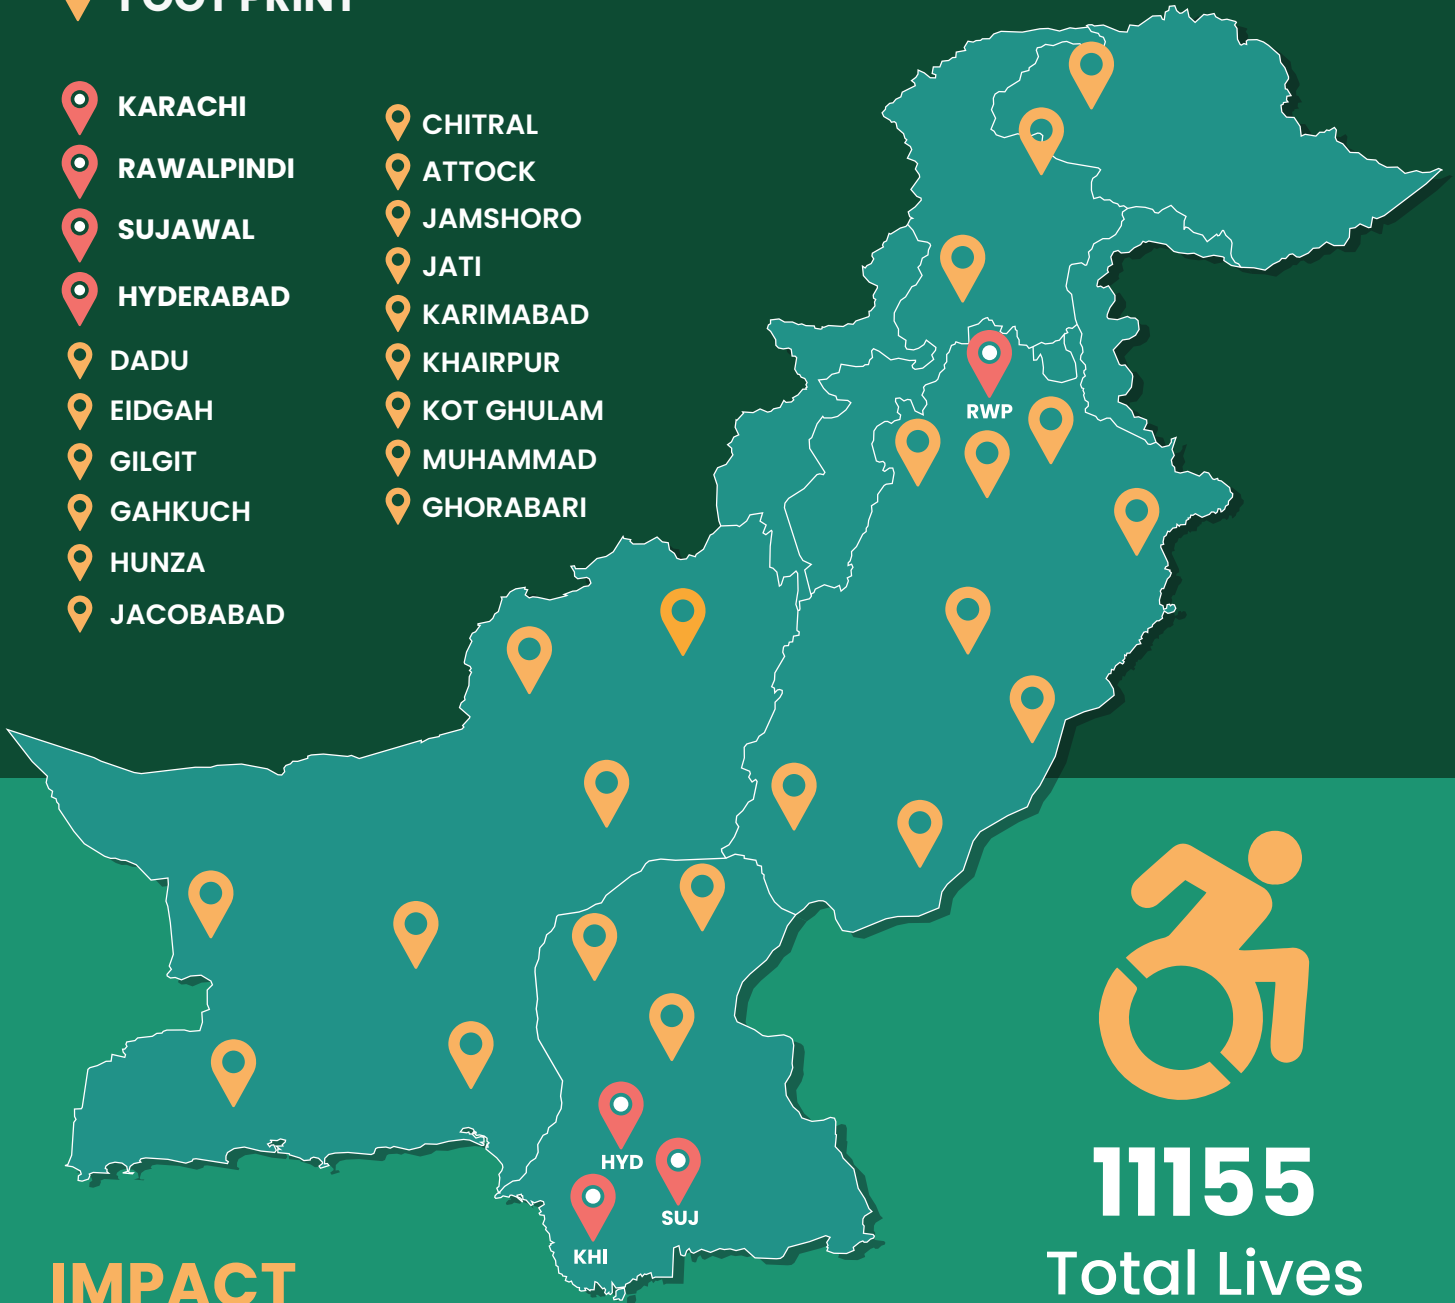 FOOTPRINT
KARACHI
RAWALPINDI
SUJAWAL
HYDERABAD
DADU
EIDGAH
GILGIT
GAHKUCH
HUNZA
JACOBABAD
CHITRAL
ATTOCK
JAMSHORO
JATI
KARIMABAD
KHAIRPUR
KOT GHULAM
MUHAMMAD
GHORABARI
RWP
HYD
SUJ
KHI
11155
Total Lives
IMPACT